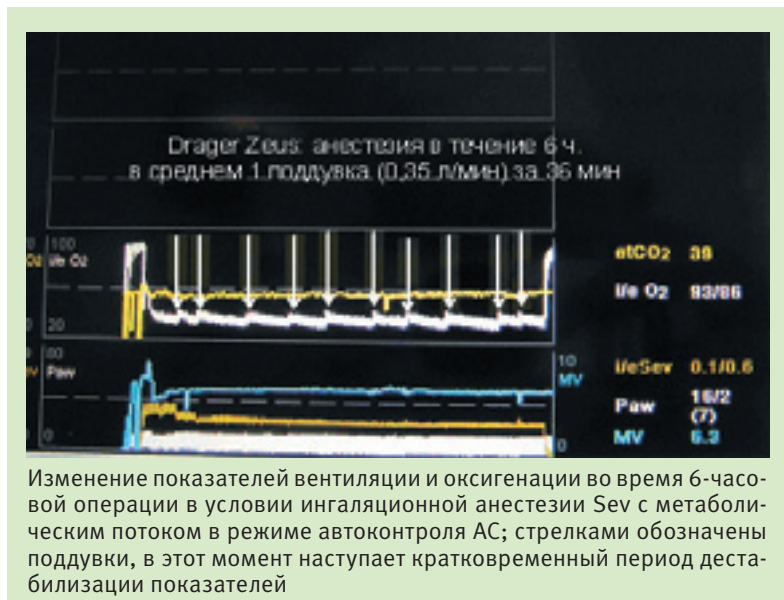 Drager Zeus: анестезия в течение 6 ч.
в среднем 1 поддувка (0,35 л/мин) за 36 мин
100
i/e O2
20
etCO2 39
i/e O2 93/86
80
Paw
0
10
MV
0
i/eSev 0.1/0.6
Paw 16/2
(7)
MV 6.3
Изменение показателей вентиляции и оксигенации во время 6-часо-
вой операции в условии ингаляционной анестезии Sev с метаболи-
ческим потоком в режиме автоконтроля АС; стрелками обозначены
поддувки, в этот момент наступает кратковременный период деста-
билизации показателей